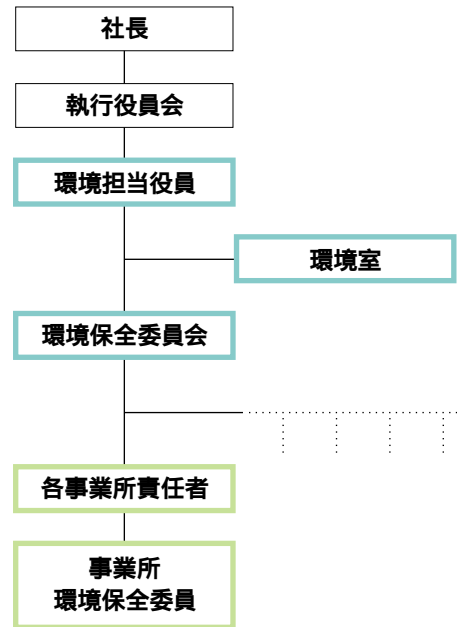 社長
執行役員会
環境担当役員
環境室
環境保全委員会
各事業所責任者
事業所
環境保全委員